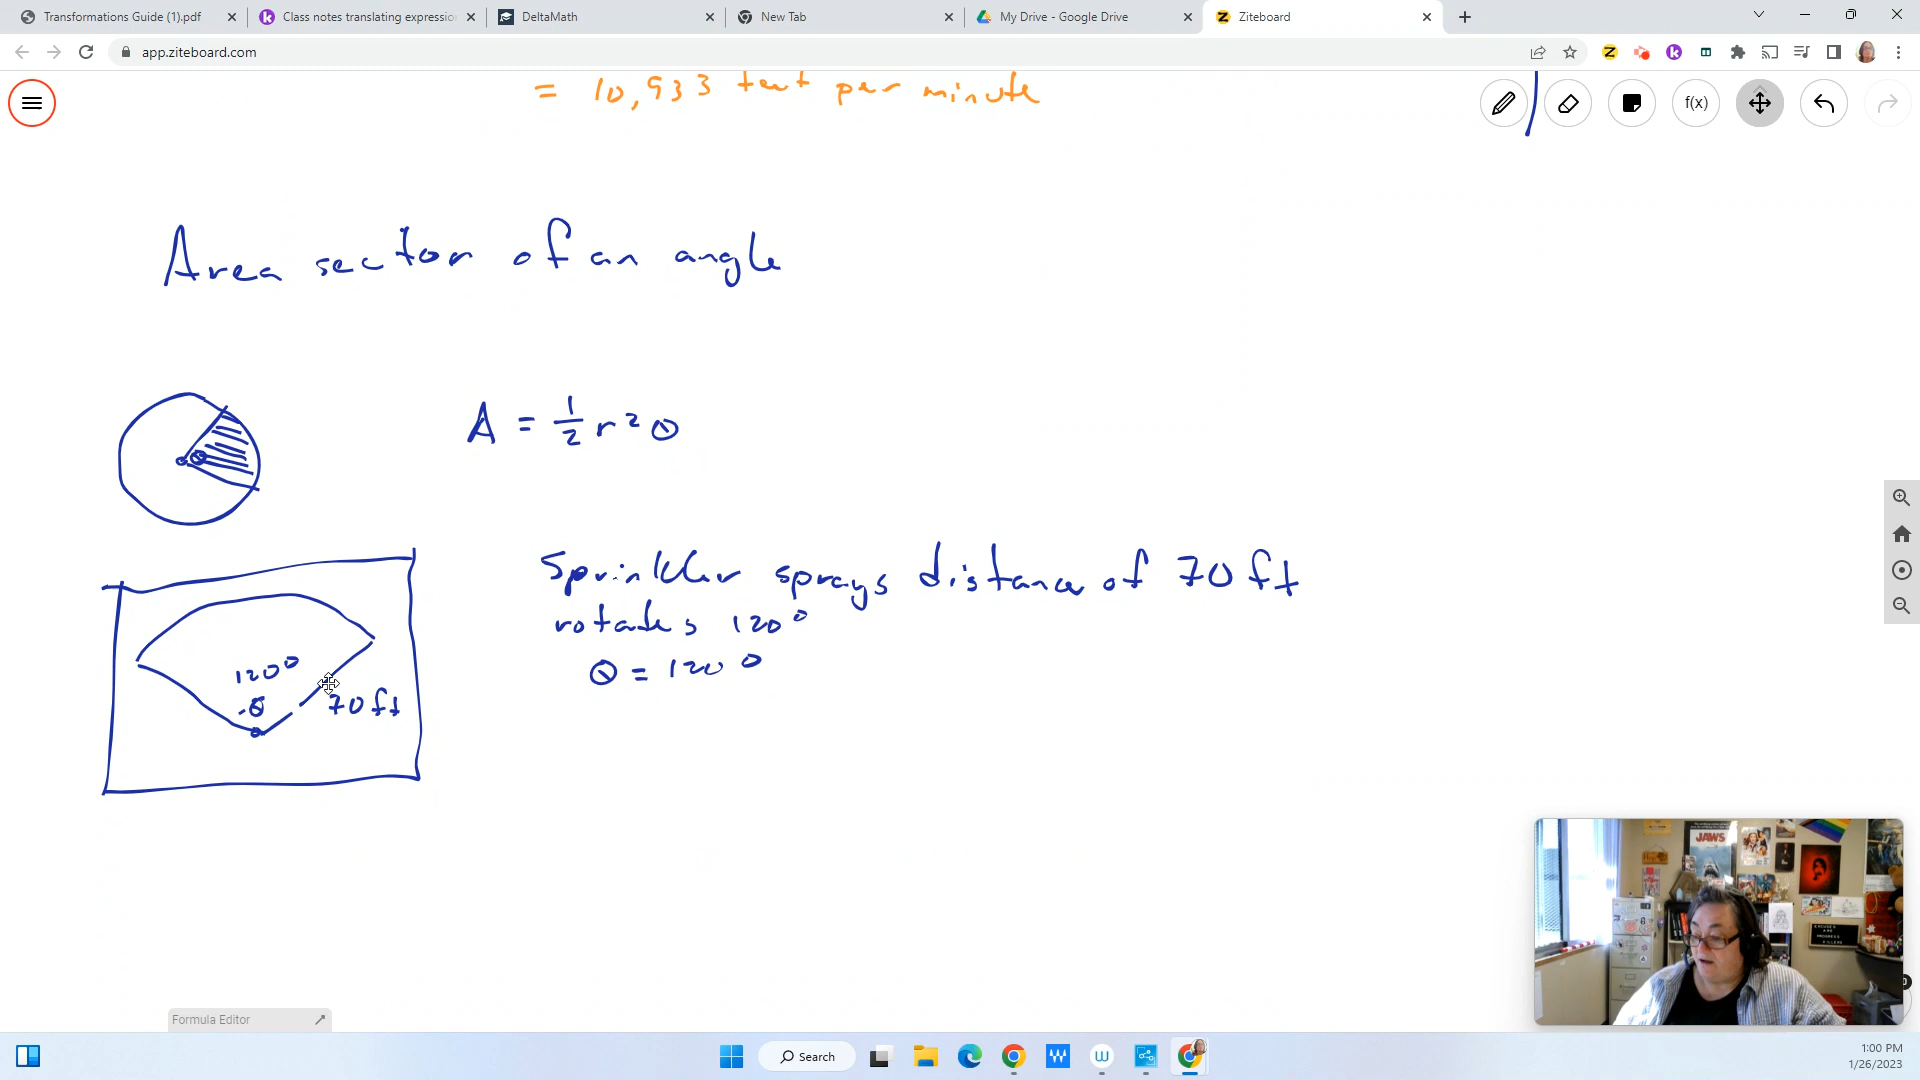 Transformations Guide (1).pdf
Class notes translating expressio
DeltaMath
New Tab
My Drive - Google Drive
Ziteboard
app.ziteboard.com
= 10,933 feet per minute
f(x)
Area sector of an angle
A = 1/2 r² θ
Sprinkler sprays distance of 70 ft
rotates 120°
θ = 120°
120°
θ
70 ft
JAWS
Formula Editor
Search
1:00 PM
1/26/2023